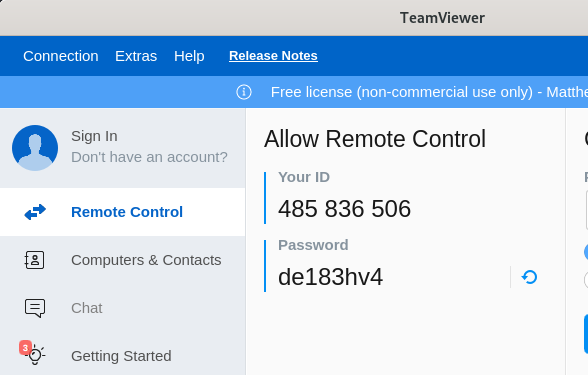 TeamViewer
Connection Extras Help Release Notes
Free license (non-commercial use only) - Matthe
Sign In
Don't have an account?
Remote Control
Computers & Contacts
Chat
3
Getting Started
Allow Remote Control
Your ID
485 836 506
Password
de183hv4